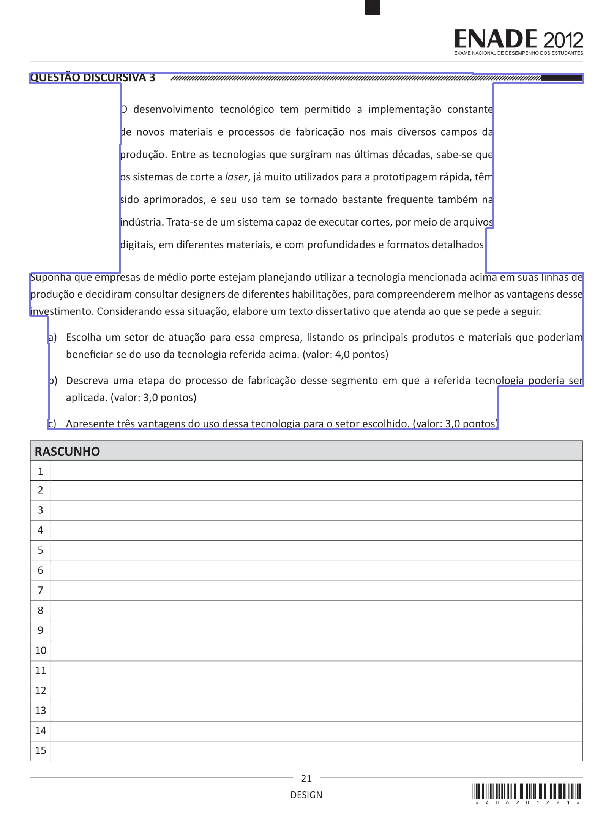 ENADE 2012
EXAME NACIONAL DE DESEMPENHO DOS ESTUDANTES
QUESTÃO DISCURSIVA 3
O desenvolvimento tecnológico tem permitido a implementação constante
de novos materiais e processos de fabricação nos mais diversos campos da
produção. Entre as tecnologias que surgiram nas últimas décadas, sabe-se que
os sistemas de corte a laser, já muito utilizados para a prototipagem rápida, têm
sido aprimorados, e seu uso tem se tornado bastante frequente também na
indústria. Trata-se de um sistema capaz de executar cortes, por meio de arquivos
digitais, em diferentes materiais, e com profundidades e formatos detalhados
Suponha que empresas de médio porte estejam planejando utilizar a tecnologia mencionada acima em suas linhas de
produção e decidiram consultar designers de diferentes habilitações, para compreenderem melhor as vantagens desse
investimento. Considerando essa situação, elabore um texto dissertativo que atenda ao que se pede a seguir.
a) Escolha um setor de atuação para essa empresa, listando os principais produtos e materiais que poderiam
beneficiar-se do uso da tecnologia referida acima. (valor: 4,0 pontos)
b) Descreva uma etapa do processo de fabricação desse segmento em que a referida tecnologia poderia ser
aplicada. (valor: 3,0 pontos)
c) Apresente três vantagens do uso dessa tecnologia para o setor escolhido. (valor: 3,0 pontos)
RASCUNHO
1
2
3
4
5
6
7
8
9
10
11
12
13
14
15
21
DESIGN